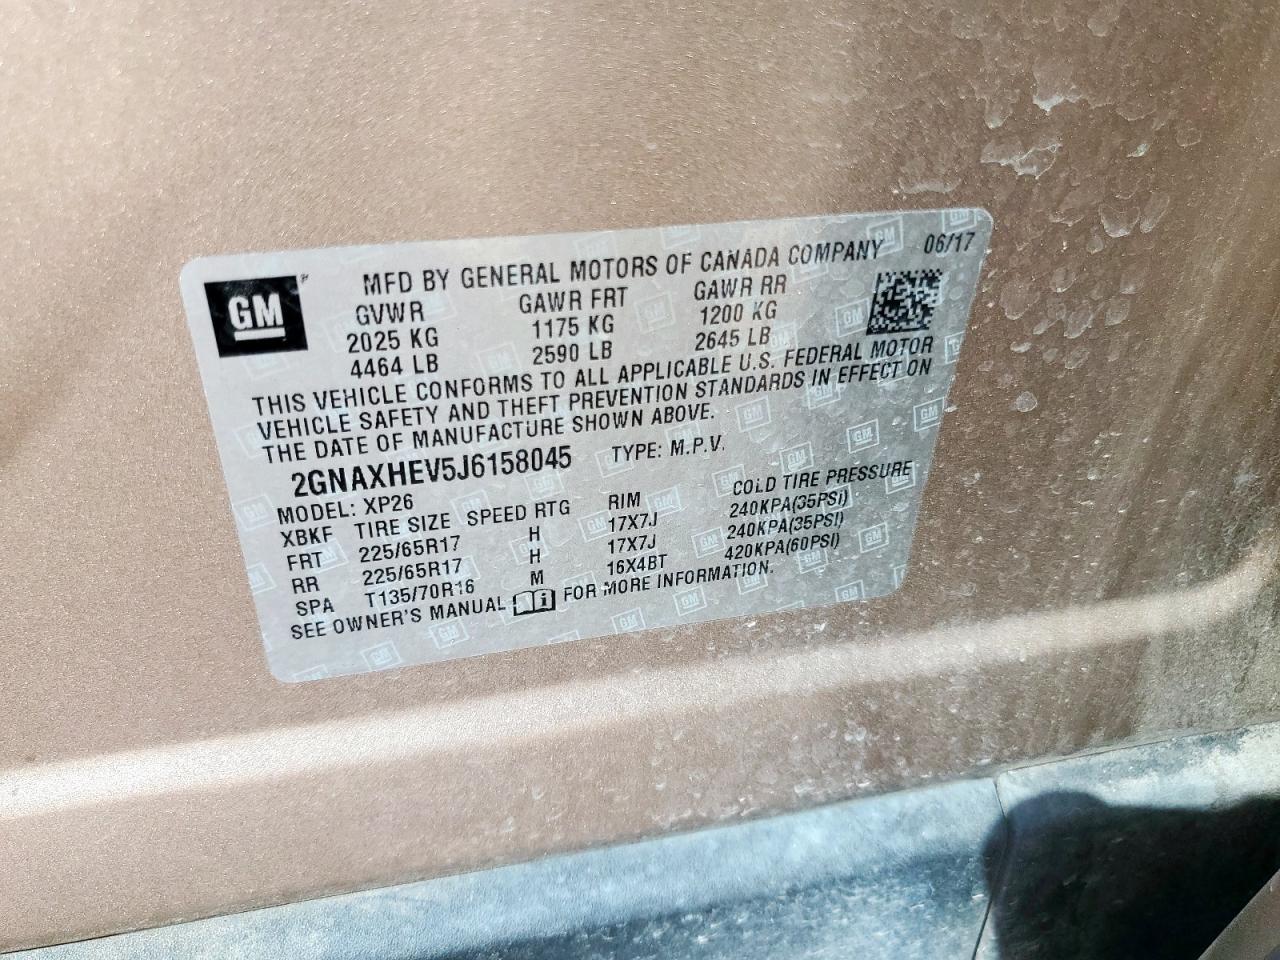 GM
MFD BY GENERAL MOTORS OF CANADA COMPANY 06/17
GVWR GAWR FRT GAWR RR
2025 KG 1175 KG 1200 KG
4464 LB 2590 LB 2645 LB
THIS VEHICLE CONFORMS TO ALL APPLICABLE U.S. FEDERAL MOTOR
VEHICLE SAFETY AND THEFT PREVENTION STANDARDS IN EFFECT ON
THE DATE OF MANUFACTURE SHOWN ABOVE.
2GNAXHEV5J6158045 TYPE: M.P.V.
MODEL: XP26
XBKF TIRE SIZE SPEED RTG RIM COLD TIRE PRESSURE
FRT 225/65R17 H 17X7J 240KPA(35PSI)
RR 225/65R17 H 17X7J 240KPA(35PSI)
SPA T135/70R16 M 16X4BT 420KPA(60PSI)
SEE OWNER'S MANUAL FOR MORE INFORMATION.